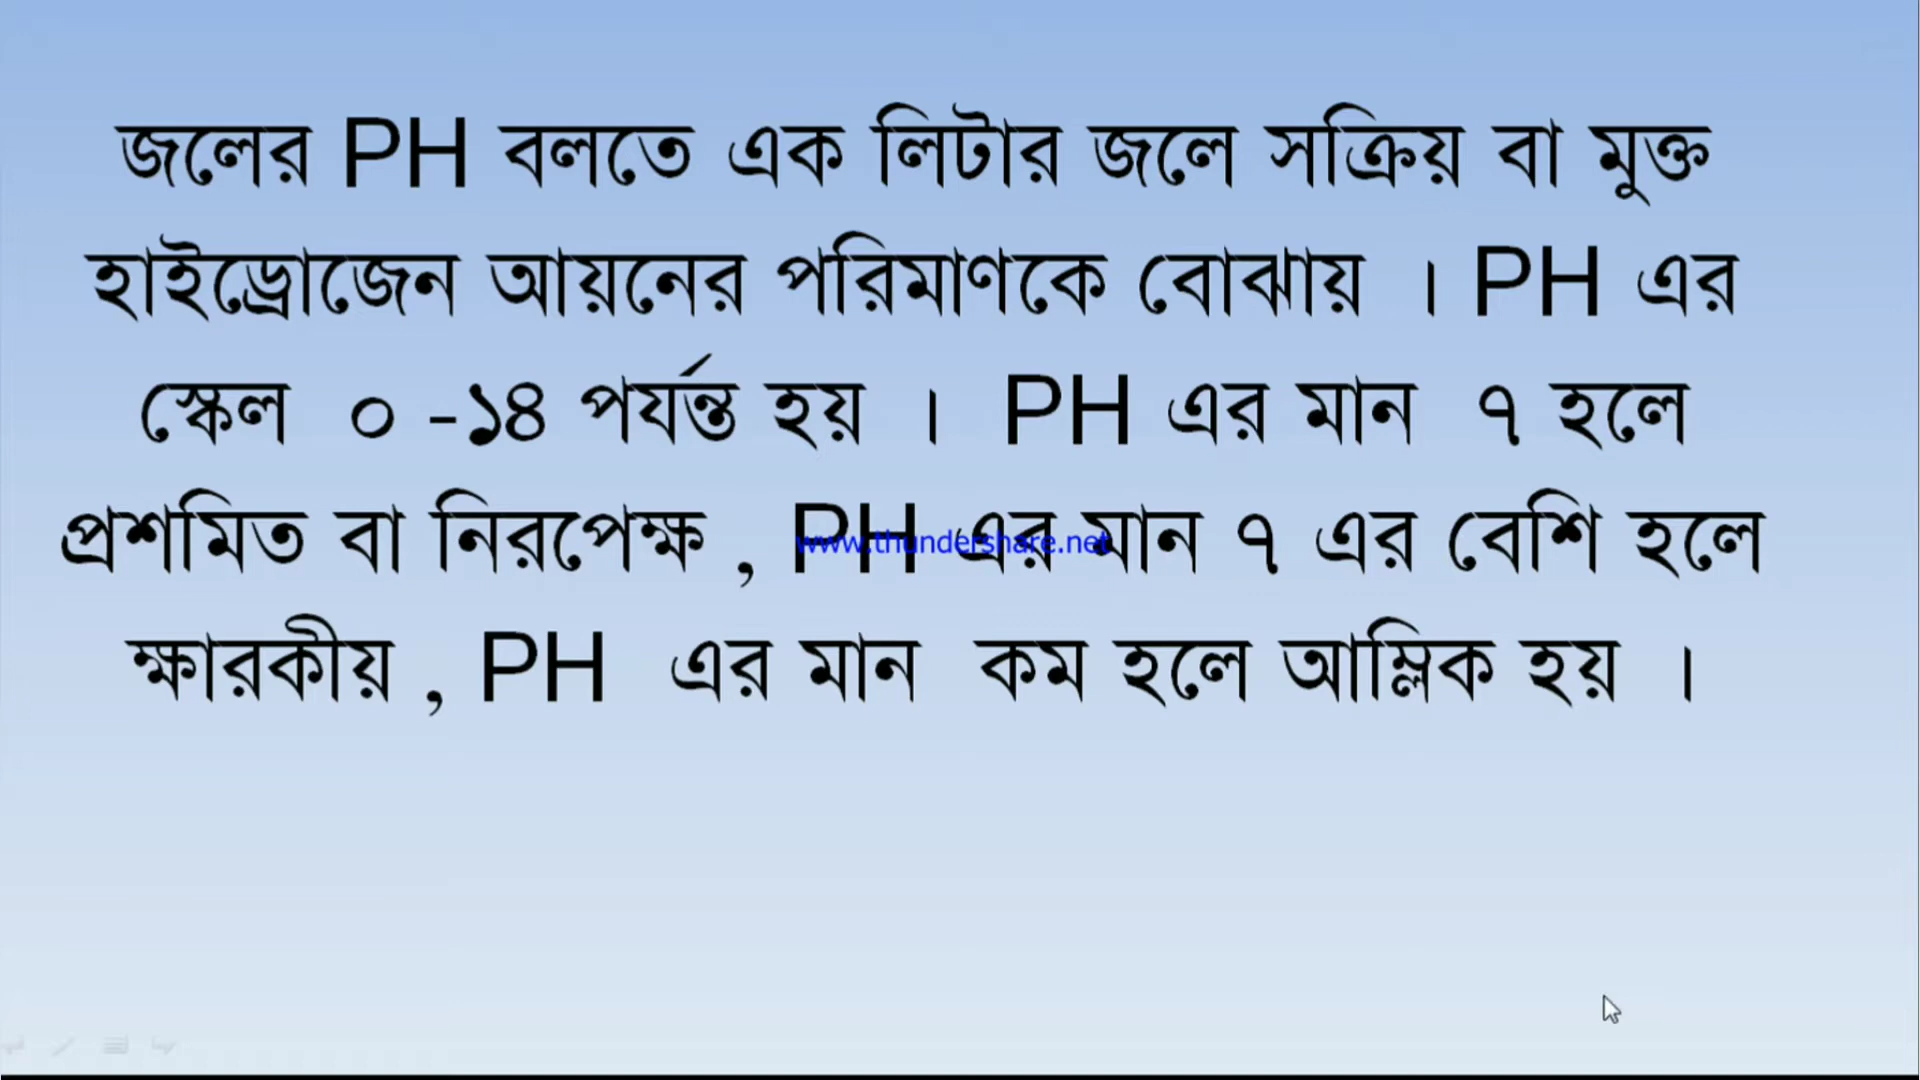 জলের PH বলতে এক লিটার জলে সক্রিয় বা মুক্ত
হাইড্রোজেন আয়নের পরিমাণকে বোঝায় । PH এর
স্কেল ০ -১৪ পর্যন্ত হয় । PH এর মান ৭ হলে
প্রশমিত বা নিরপেক্ষ , PH এর মান ৭ এর বেশি হলে
www.thundershare.net
ক্ষারকীয় , PH এর মান কম হলে আম্লিক হয় ।